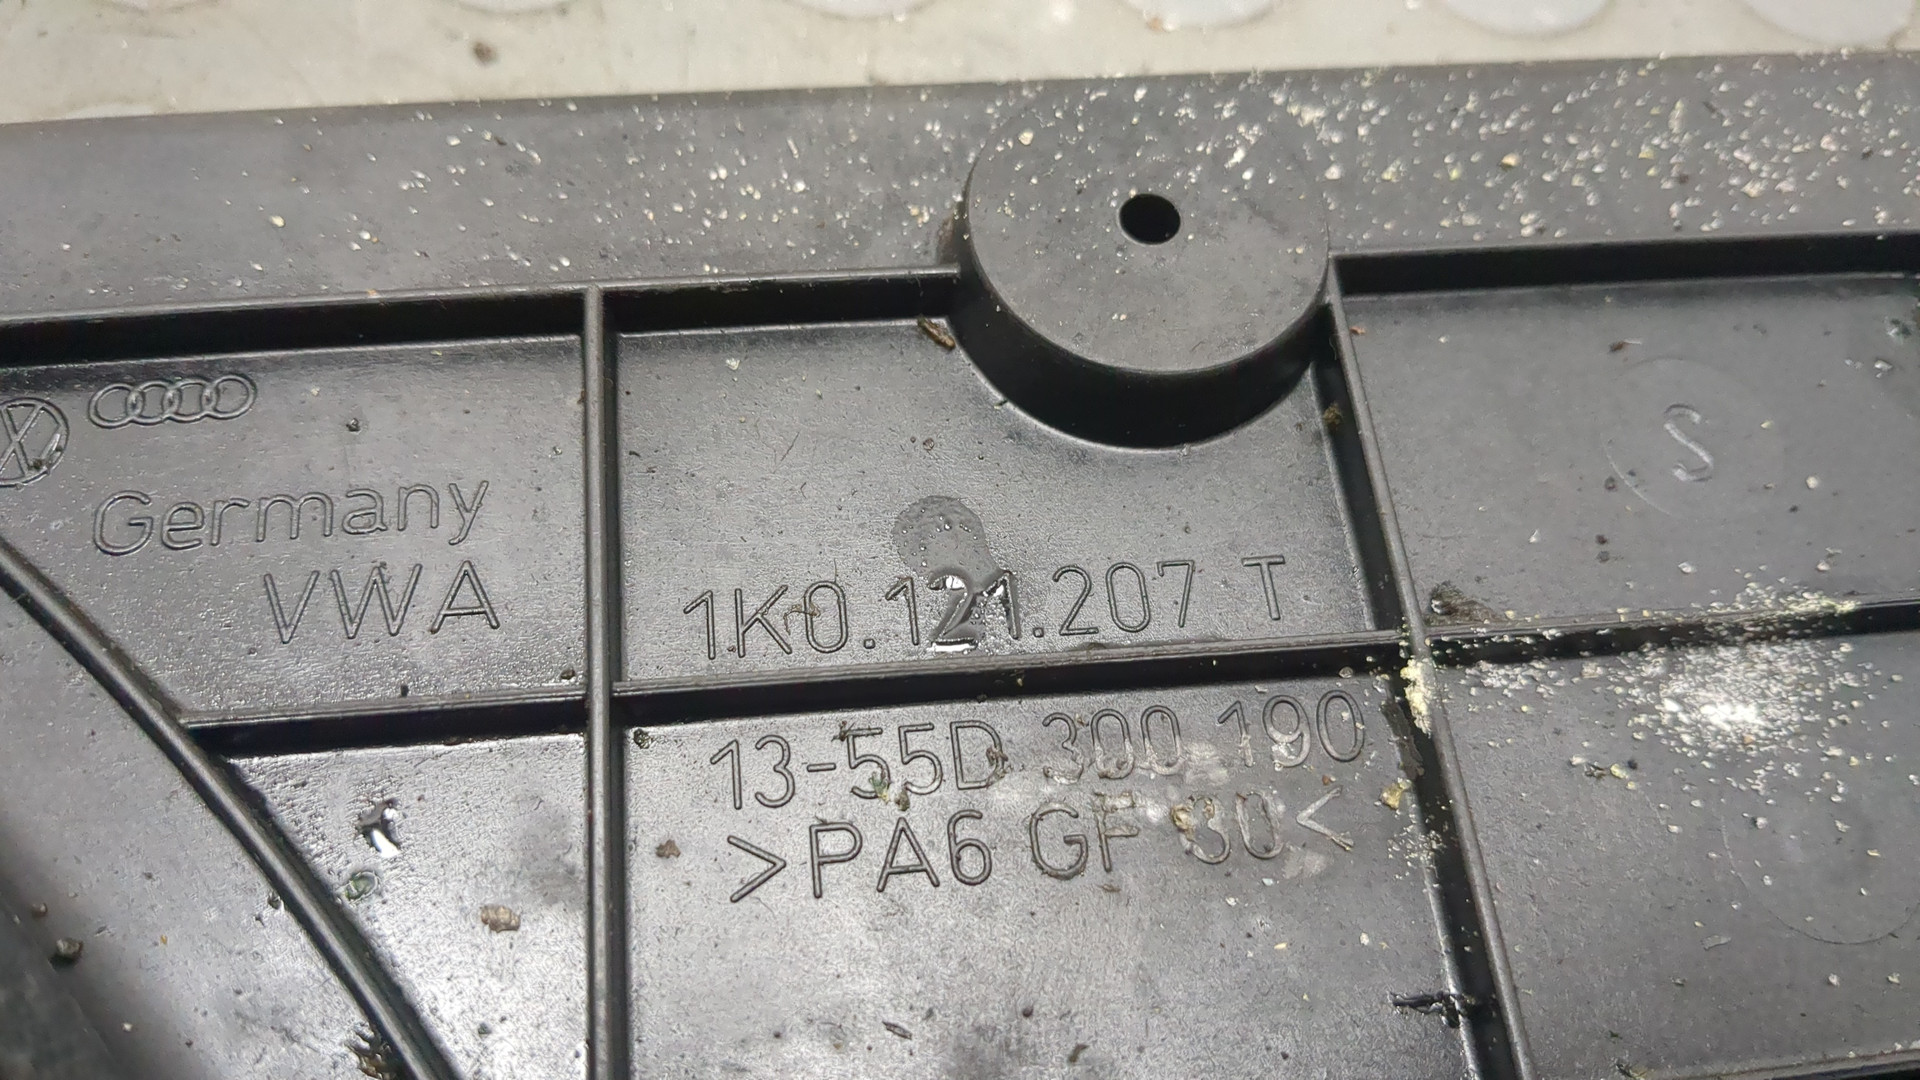 Germany
VWA
1K0.121.207 T
13-55D 300 190
>PA6 GF 30<
S